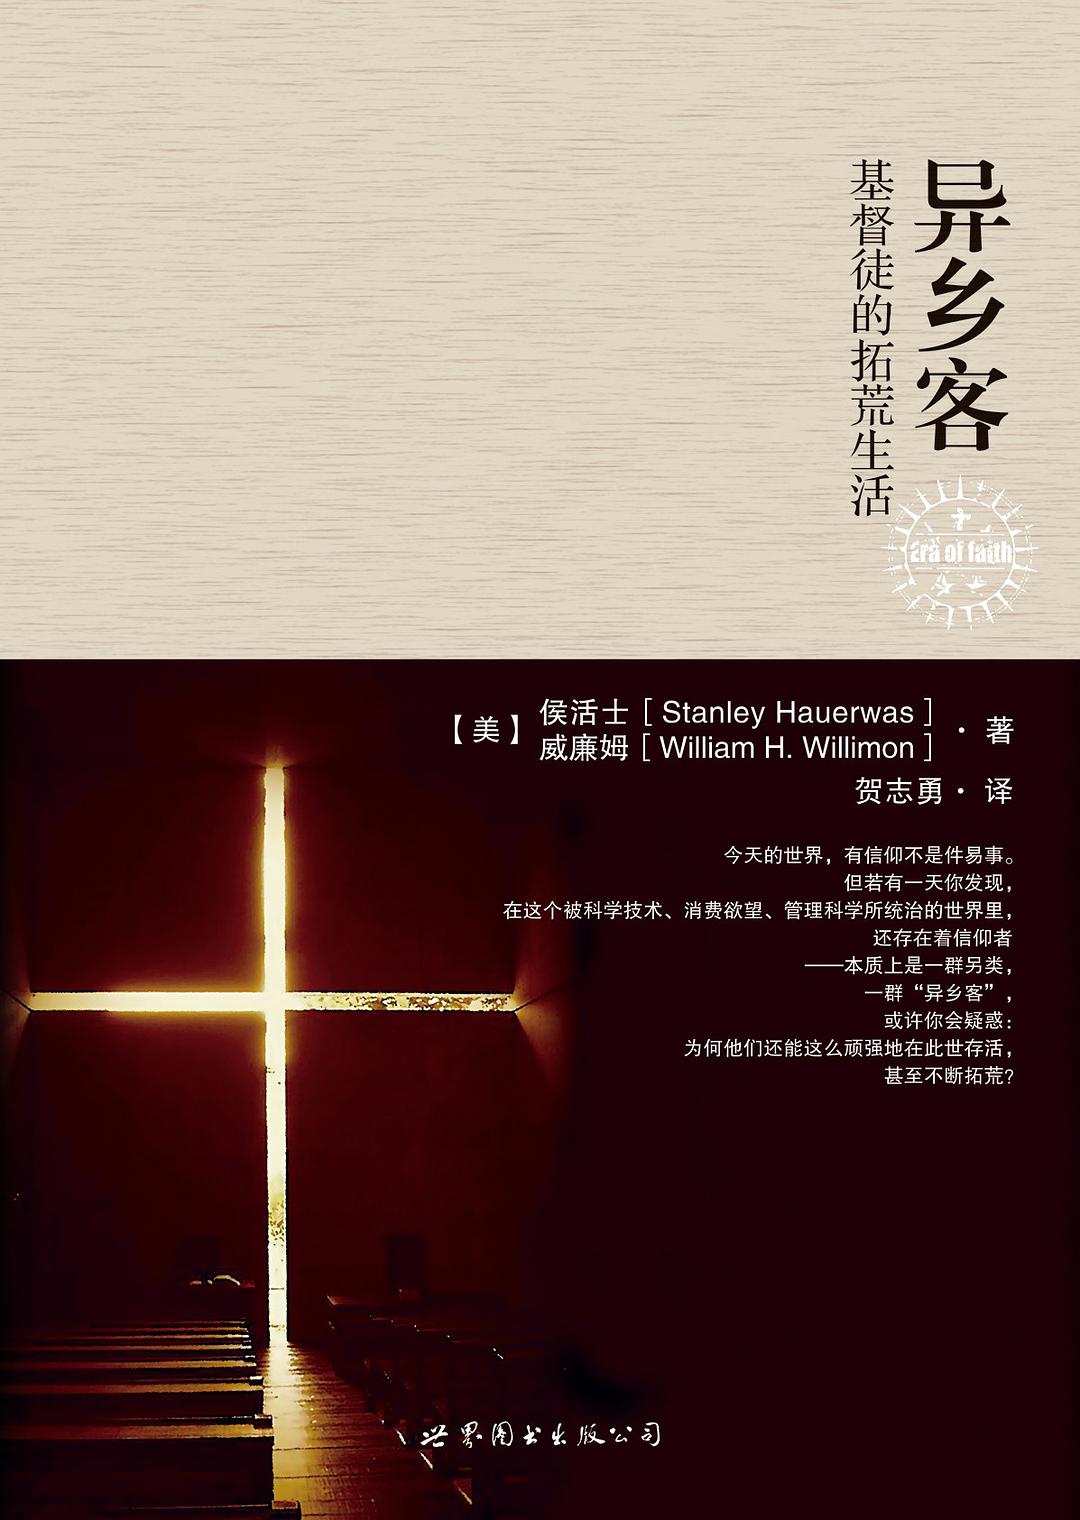 异乡客
基督徒的拓荒生活
Era of faith
【美】侯活士［Stanley Hauerwas］
威廉姆［William H. Willimon］·著
贺志勇·译
今天的世界，有信仰不是件易事。
但若有一天你发现，
在这个被科学技术、消费欲望、管理科学所统治的世界里，
还存在着信仰者
——本质上是一群另类，
一群“异乡客”，
或许你会疑惑：
为何他们还能这么顽强地在此世存活，
甚至不断拓荒？
世界图书出版公司